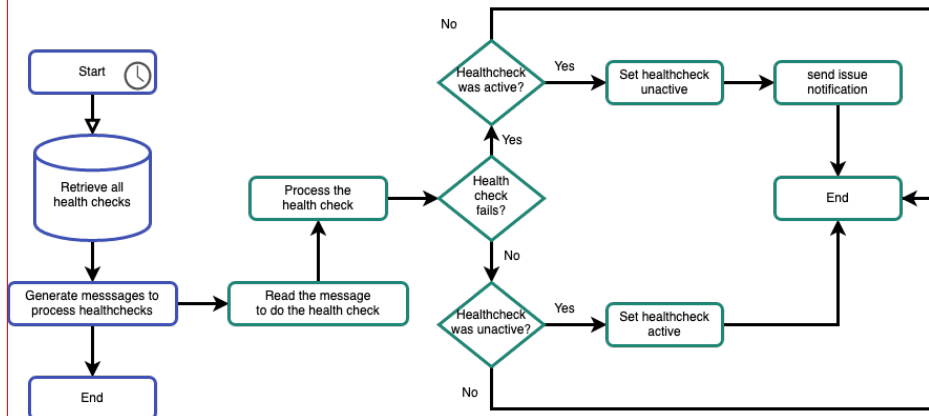 Start
Retrieve all
health checks
Generate messsages to
process healthchecks
End
Read the message
to do the health check
Process the
health check
Health
check
fails?
Yes
Healthcheck
was active?
No
Yes
Set healthcheck
unactive
send issue
notification
End
No
Healthcheck
was unactive?
Yes
Set healthcheck
active
No